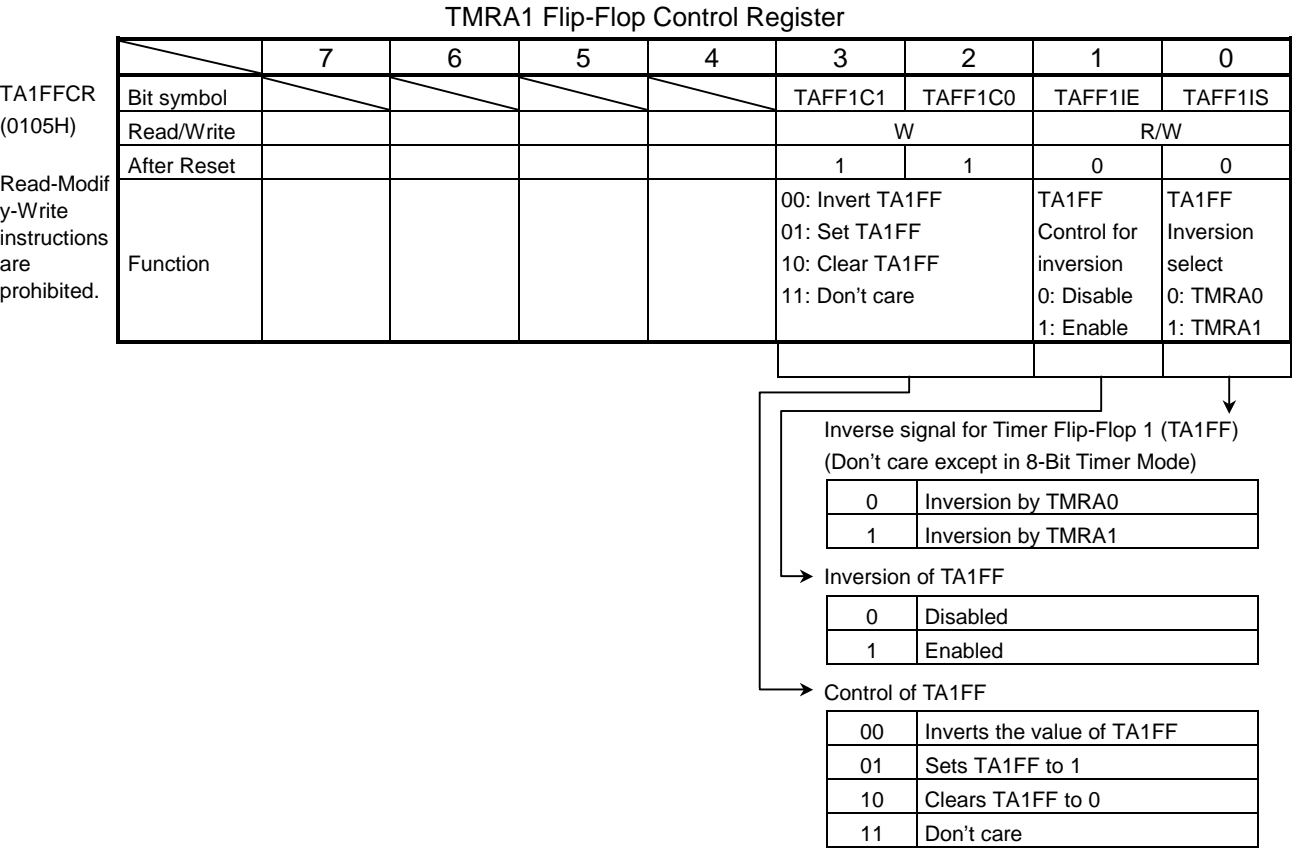 TMRA1 Flip-Flop Control Register
7 6 5 4 3 2 1 0
TA1FFCR
(0105H)
Read-Modif
y-Write
instructions
are
prohibited.
Bit symbol TAFF1C1 TAFF1C0 TAFF1IE TAFF1IS
Read/Write W R/W
After Reset 1 1 0 0
Function
00: Invert TA1FF
01: Set TA1FF
10: Clear TA1FF
11: Don't care
TA1FF
Control for
inversion
0: Disable
1: Enable
TA1FF
Inversion
select
0: TMRA0
1: TMRA1
Inverse signal for Timer Flip-Flop 1 (TA1FF)
(Don't care except in 8-Bit Timer Mode)
0 Inversion by TMRA0
1 Inversion by TMRA1
Inversion of TA1FF
0 Disabled
1 Enabled
Control of TA1FF
00 Inverts the value of TA1FF
01 Sets TA1FF to 1
10 Clears TA1FF to 0
11 Don't care